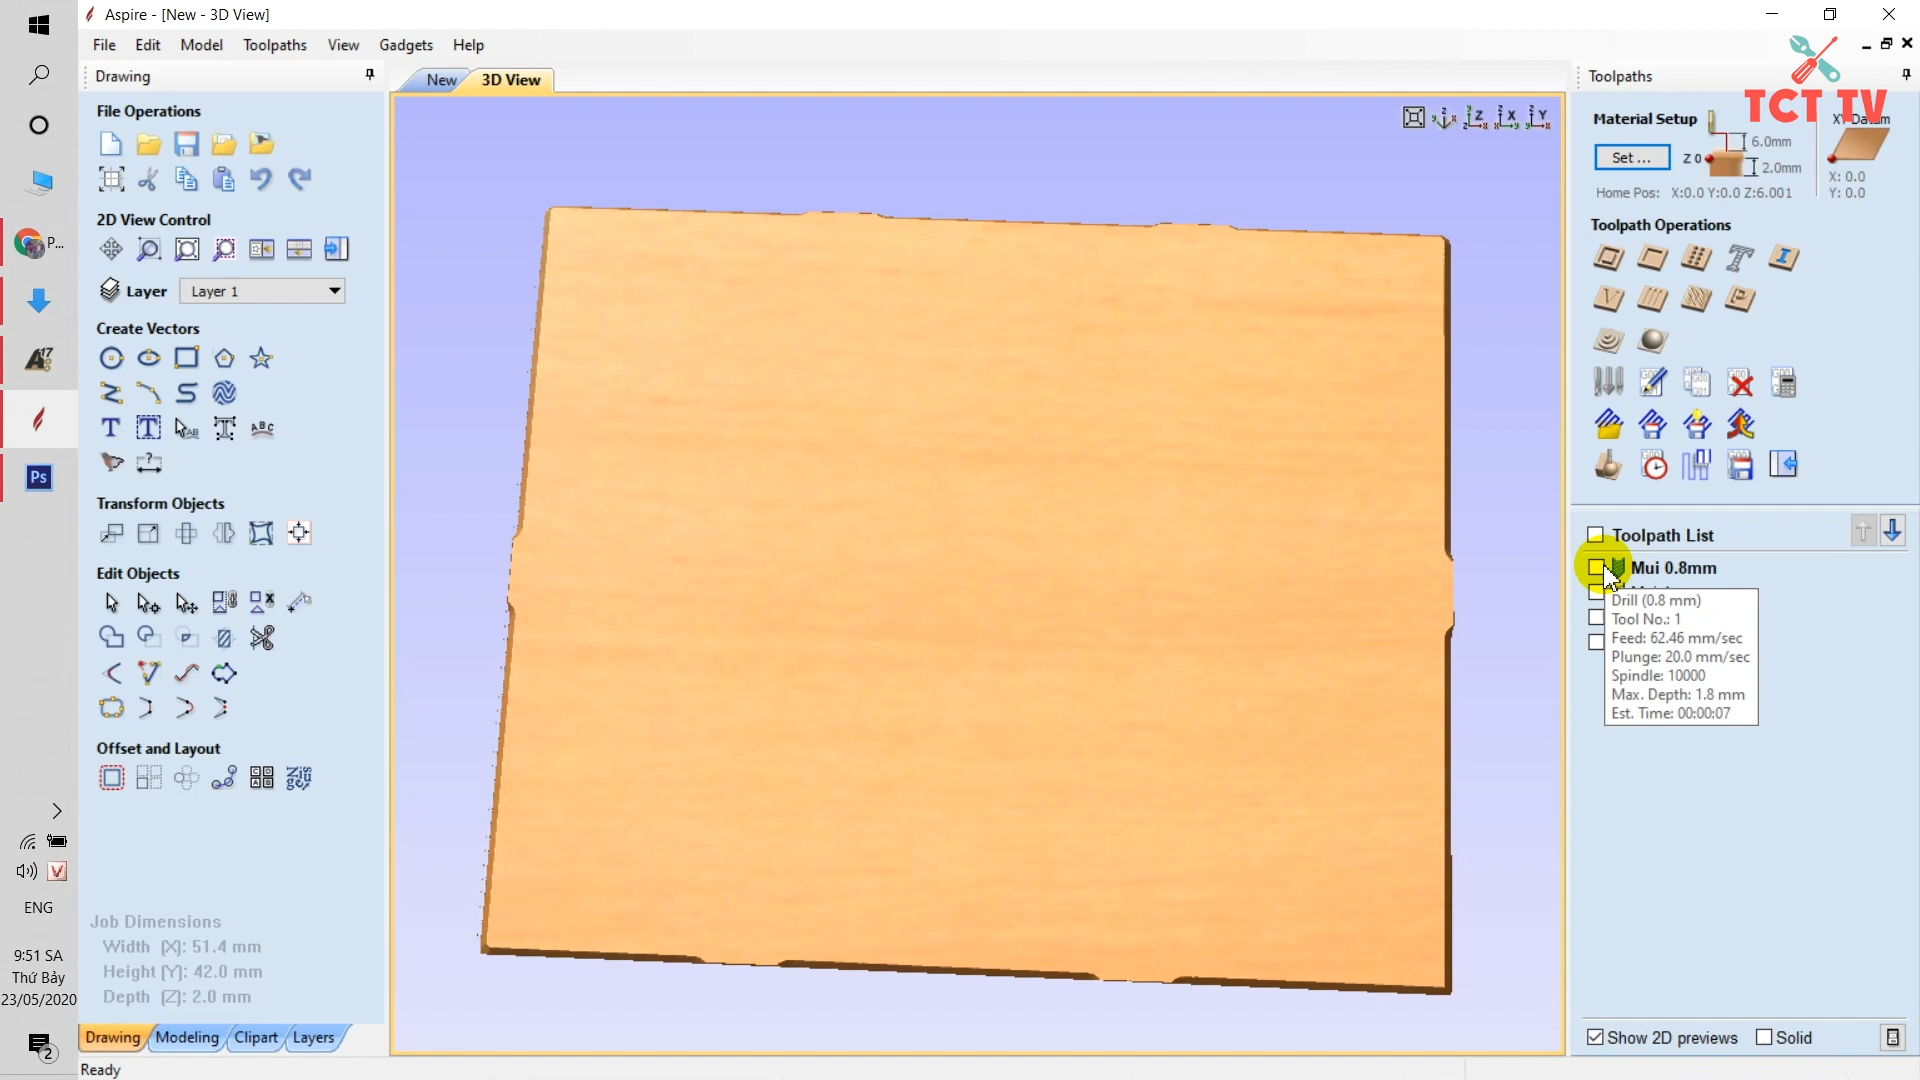 Aspire - [New - 3D View]
File Edit Model Toolpaths View Gadgets Help
Drawing
File Operations
2D View Control
Layer Layer 1
Create Vectors
Transform Objects
Edit Objects
Offset and Layout
Job Dimensions
Width [X]: 51.4 mm
Height [Y]: 42.0 mm
Depth [Z]: 2.0 mm
Drawing Modeling Clipart Layers
Ready
New 3D View
Toolpaths
TCT TV
Material Setup
Set ...
Z 0
6.0mm
2.0mm
XY Datum
X: 0.0
Y: 0.0
Home Pos: X:0.0 Y:0.0 Z:6.001
Toolpath Operations
Toolpath List
Mui 0.8mm
Drill (0.8 mm)
Tool No.: 1
Feed: 62.46 mm/sec
Plunge: 20.0 mm/sec
Spindle: 10000
Max. Depth: 1.8 mm
Est. Time: 00:00:07
Show 2D previews Solid
P...
Ps
ENG
9:51 SA
Thứ Bảy
23/05/2020
2